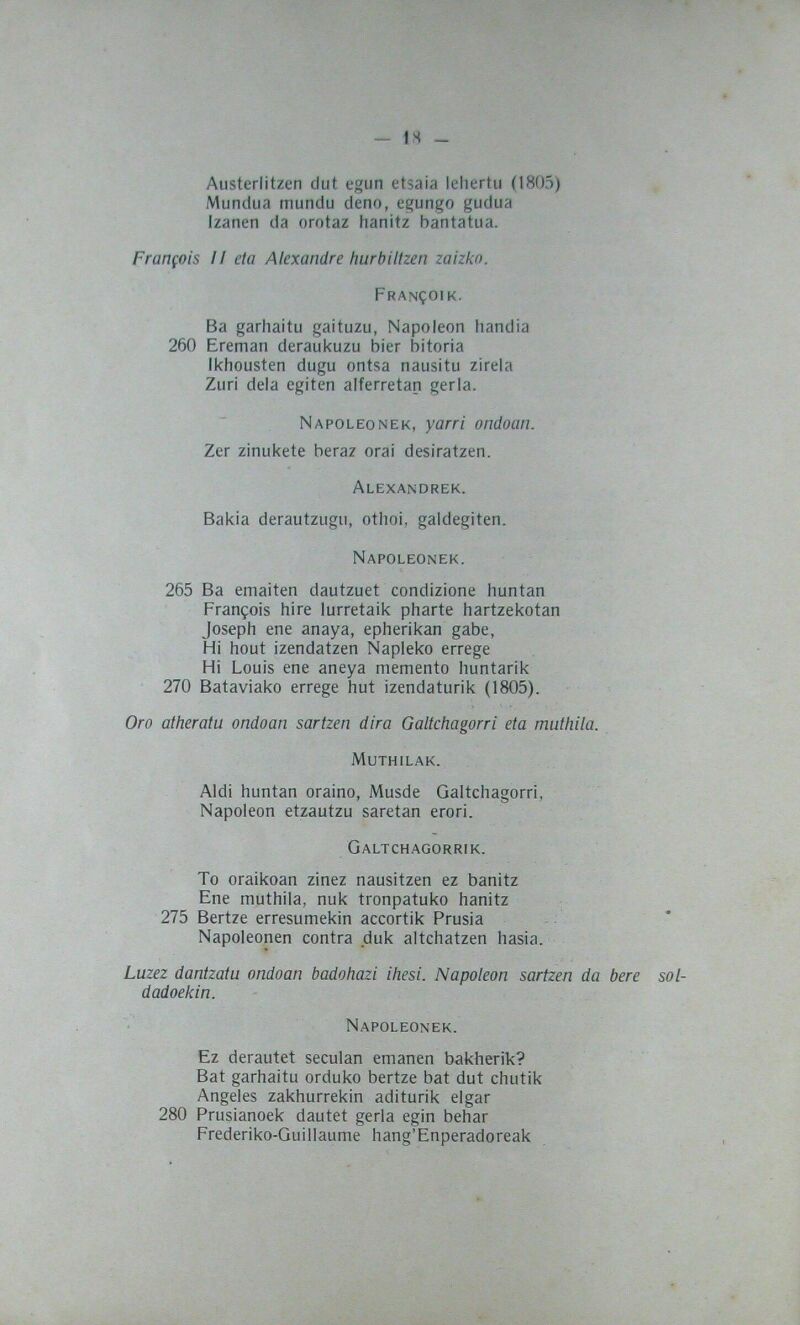 — 18 —
Austerlitzen dut egun etsaia lehertu (1805)
Mundua mundu deno, egungo gudua
Izanen da orotaz hanitz bantatua.
François II eta Alexandre hurbiltzen zaizko.
FRANÇOIK.
Ba garhaitu gaituzu, Napoleon handia
260 Ereman deraukuzu bier bitoria
Ikhousten dugu ontsa nausitu zirela
Zuri dela egiten alferretan gerla.
NAPOLEONEK, yarri ondoan.
Zer zinukete beraz orai desiratzen.
ALEXANDREK.
Bakia derautzugu, othoi, galdegiten.
NAPOLEONEK.
265 Ba emaiten dautzuet condizione huntan
François hire lurretaik pharte hartzekotan
Joseph ene anaya, epherikan gabe,
Hi hout izendatzen Napleko errege
Hi Louis ene aneya memento huntarik
270 Bataviako errege hut izendaturik (1805).
Oro atheratu ondoan sartzen dira Galtchagorri eta muthila.
MUTHILAK.
Aldi huntan oraino, Musde Galtchagorri,
Napoleon etzautzu saretan erori.
GALTCHAGORRIK.
To oraikoan zinez nausitzen ez banitz
Ene muthila, nuk tronpatuko hanitz
275 Bertze erresumekin accortik Prusia
Napoleonen contra duk altchatzen hasia.
Luzez dantzatu ondoan badohazi ihesi. Napoleon sartzen da bere sol-
dadoekin.
NAPOLEONEK.
Ez derautet seculan emanen bakherik?
Bat garhaitu orduko bertze bat dut chutik
Angeles zakhurrekin aditurik elgar
280 Prusianoek dautet gerla egin behar
Frederiko-Guillaume hang'Enperadoreak